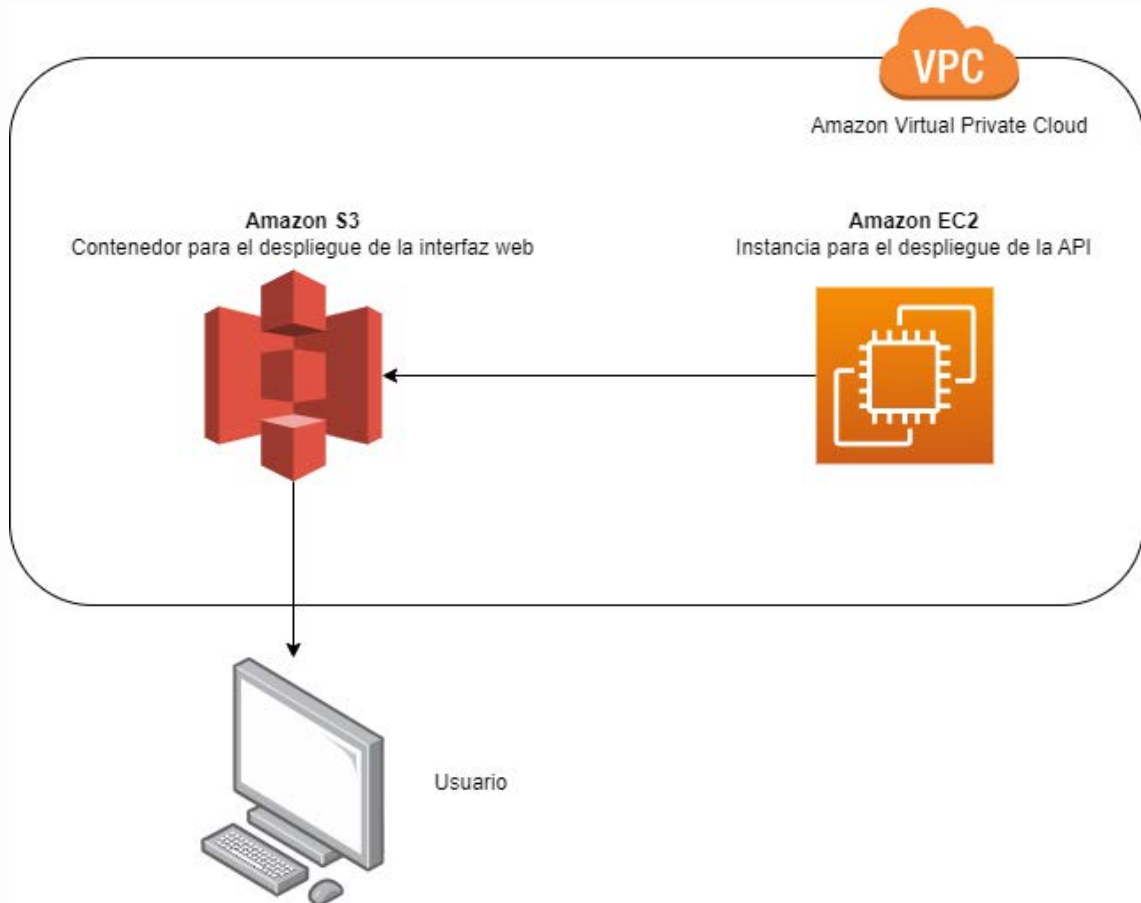 VPC
Amazon Virtual Private Cloud
Amazon S3
Contenedor para el despliegue de la interfaz web
Amazon EC2
Instancia para el despliegue de la API
Usuario